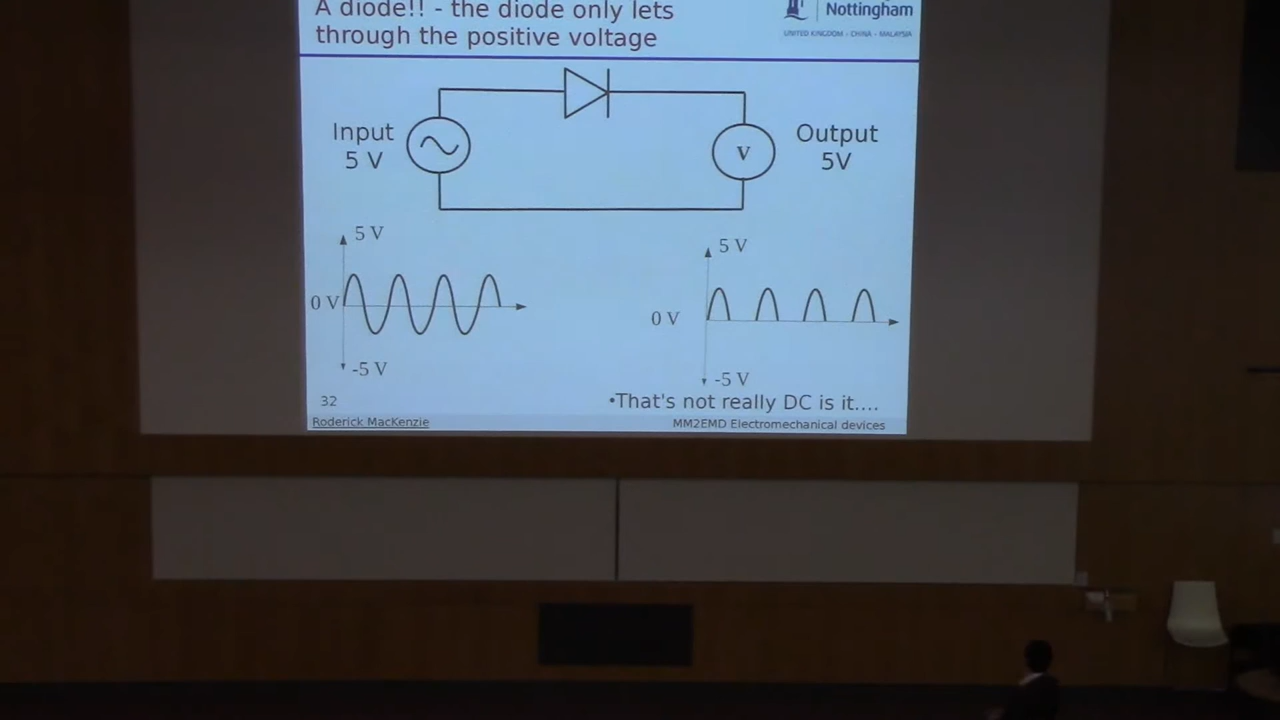 A diode!! - the diode only lets
through the positive voltage
Nottingham
UNITED KINGDOM · CHINA · MALAYSIA
Input
5 V
V
Output
5V
5 V
0 V
-5 V
5 V
0 V
-5 V
•That's not really DC is it....
32
Roderick MacKenzie
MM2EMD Electromechanical devices